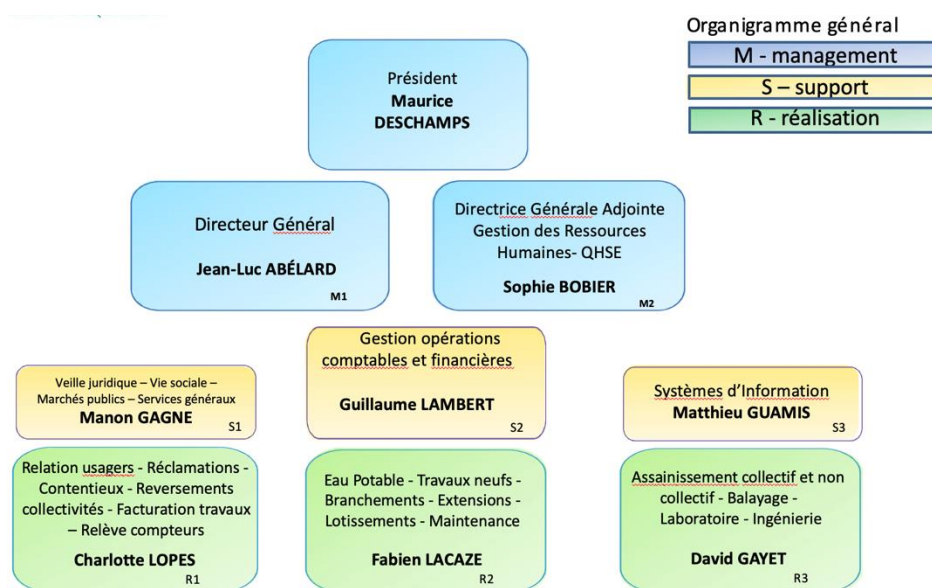 Organigramme général
M - management
S – support
R - réalisation
Président
Maurice
DESCHAMPS
Directeur Général
Jean-Luc ABÉLARD
M1
Directrice Générale Adjointe
Gestion des Ressources
Humaines- QHSE
Sophie BOBIER
M2
Veille juridique – Vie sociale –
Marchés publics – Services généraux
Manon GAGNE
S1
Gestion opérations
comptables et financières
Guillaume LAMBERT
S2
Systèmes d'Information
Matthieu GUAMIS
S3
Relation usagers - Réclamations -
Contentieux - Reversements
collectivités - Facturation travaux
– Relève compteurs
Charlotte LOPES
R1
Eau Potable - Travaux neufs -
Branchements - Extensions -
Lotissements - Maintenance
Fabien LACAZE
R2
Assainissement collectif et non
collectif - Balayage -
Laboratoire - Ingénierie
David GAYET
R3